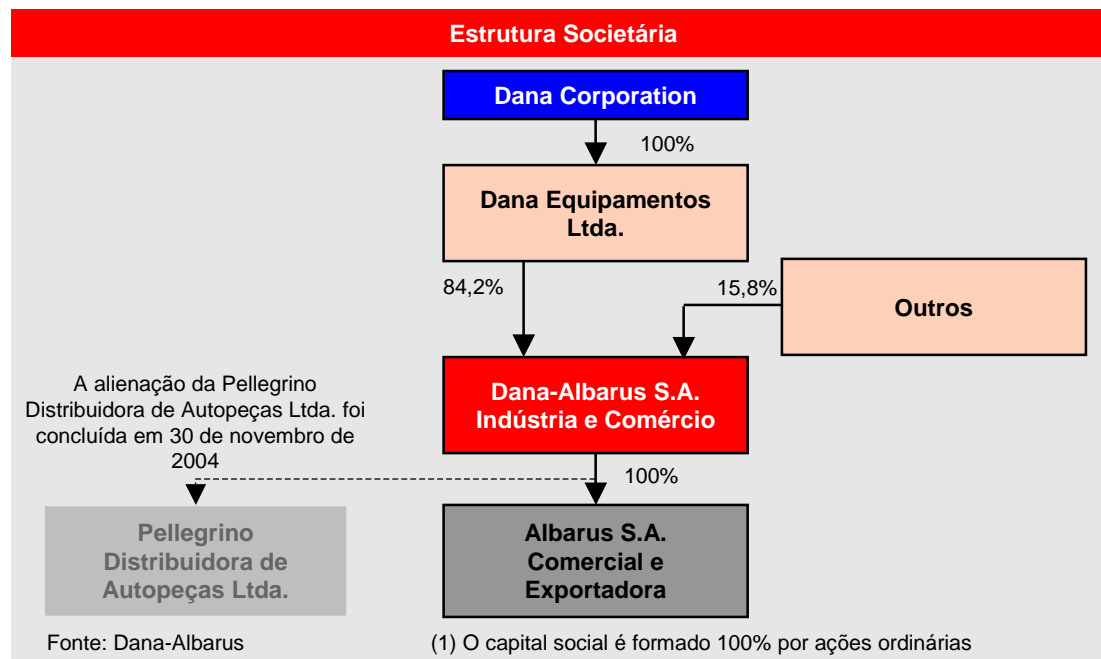 Estrutura Societária
Dana Corporation
100%
Dana Equipamentos
Ltda.
84,2%
15,8%
Outros
Dana-Albarus S.A.
Indústria e Comércio
A alienação da Pellegrino
Distribuidora de Autopeças Ltda. foi
concluída em 30 de novembro de
2004
100%
Pellegrino
Distribuidora de
Autopeças Ltda.
Albarus S.A.
Comercial e
Exportadora
Fonte: Dana-Albarus
(1) O capital social é formado 100% por ações ordinárias